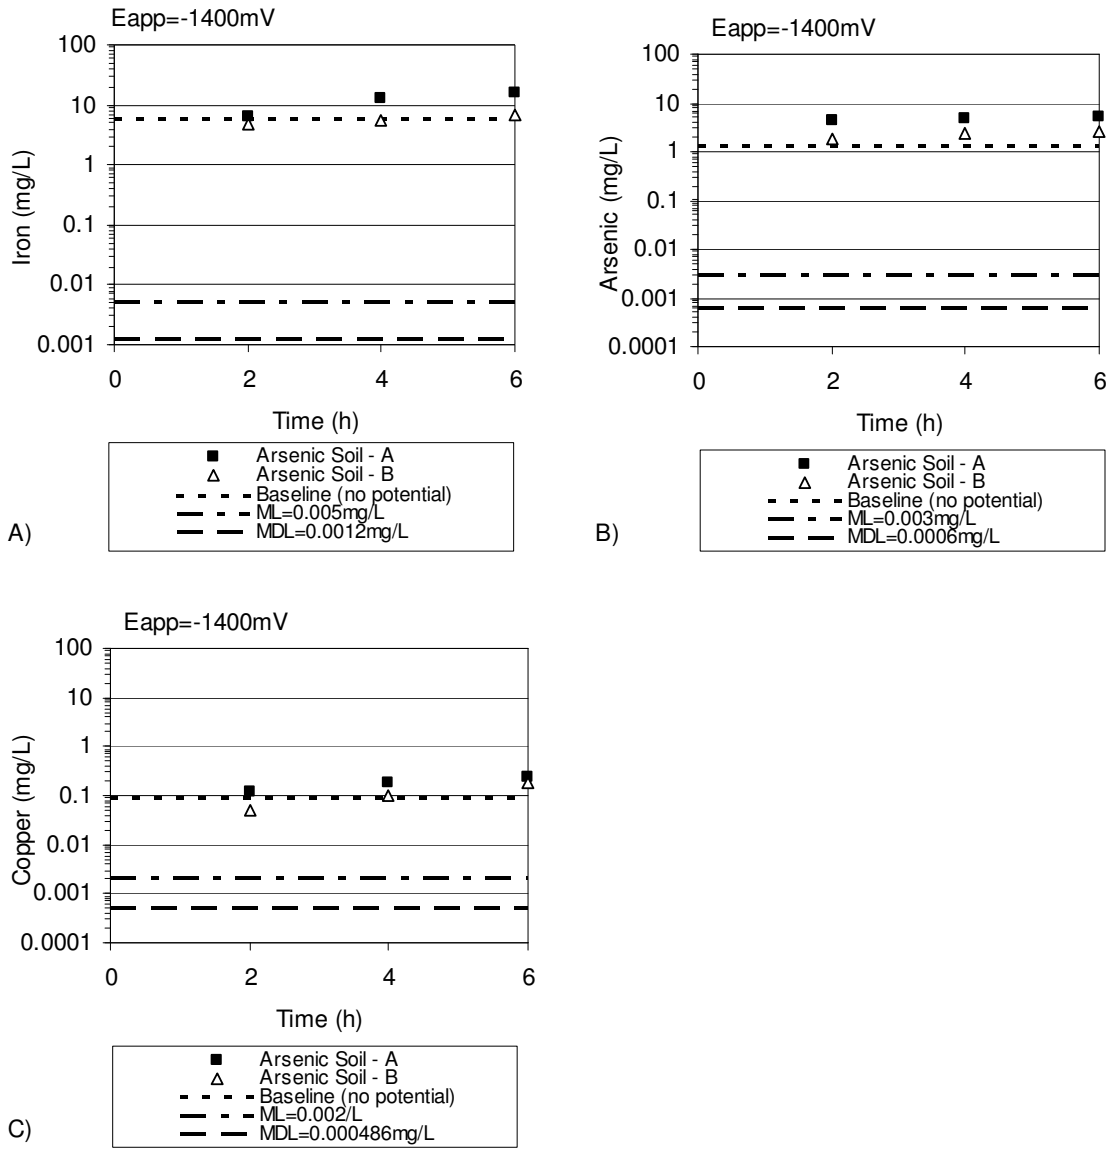 Eapp=-1400mV
100
10
1
0.1
0.01
0.001
Iron (mg/L)
0 2 4 6
Time (h)
Arsenic Soil - A
Arsenic Soil - B
Baseline (no potential)
ML=0.005mg/L
MDL=0.0012mg/L
A)
Eapp=-1400mV
100
10
1
0.1
0.01
0.001
0.0001
Arsenic (mg/L)
0 2 4 6
Time (h)
Arsenic Soil - A
Arsenic Soil - B
Baseline (no potential)
ML=0.003mg/L
MDL=0.0006mg/L
B)
Eapp=-1400mV
100
10
1
0.1
0.01
0.001
0.0001
Copper (mg/L)
0 2 4 6
Time (h)
Arsenic Soil - A
Arsenic Soil - B
Baseline (no potential)
ML=0.002/L
MDL=0.000486mg/L
C)